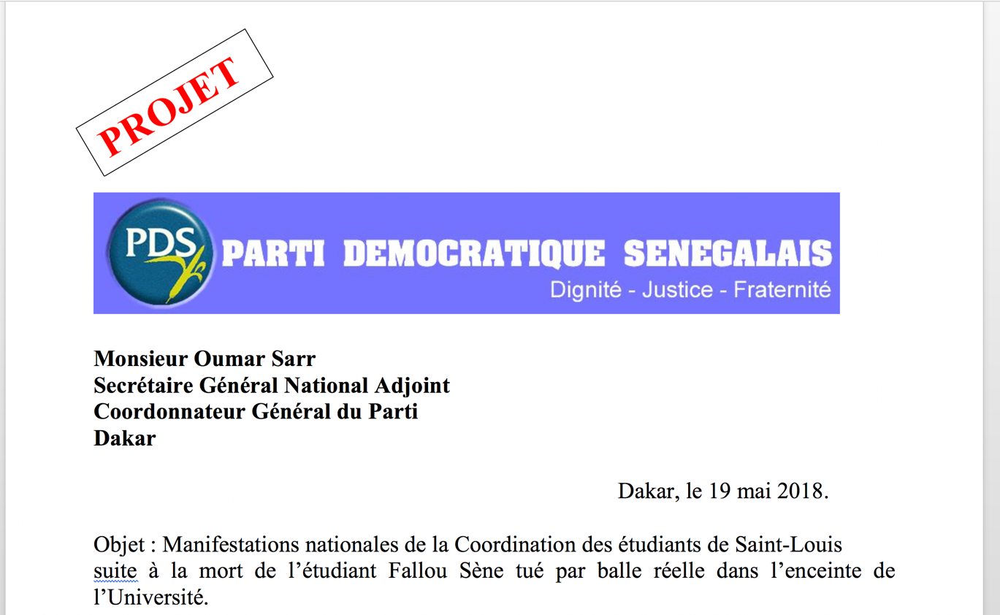 PROJET
PDS
PARTI DEMOCRATIQUE SENEGALAIS
Dignité - Justice - Fraternité
Monsieur Oumar Sarr
Secrétaire Général National Adjoint
Coordonnateur Général du Parti
Dakar
Dakar, le 19 mai 2018.
Objet : Manifestations nationales de la Coordination des étudiants de Saint-Louis
suite à la mort de l’étudiant Fallou Sène tué par balle réelle dans l’enceinte de
l’Université.